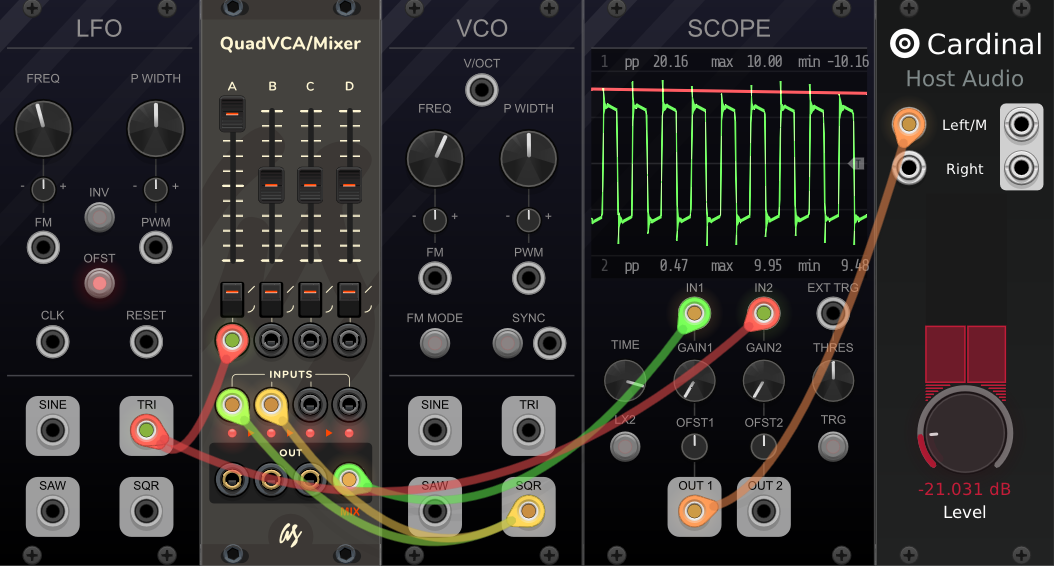 LFO
FREQ
P WIDTH
- +
- +
INV
FM
PWM
OFST
CLK
RESET
SINE
TRI
SAW
SQR
QuadVCA/Mixer
A B C D
INPUTS
OUT
MIX
as
VCO
V/OCT
FREQ
P WIDTH
- +
- +
FM
PWM
FM MODE
SYNC
SINE
TRI
SAW
SQR
SCOPE
1 pp 20.16 max 10.00 min -10.16
T
2 pp 0.47 max 9.95 min 9.48
IN1
IN2
EXT TRG
TIME
GAIN1
GAIN2
THRES
1X2
OFST1
OFST2
TRG
OUT 1
OUT 2
Cardinal
Host Audio
Left/M
Right
-21.031 dB
Level